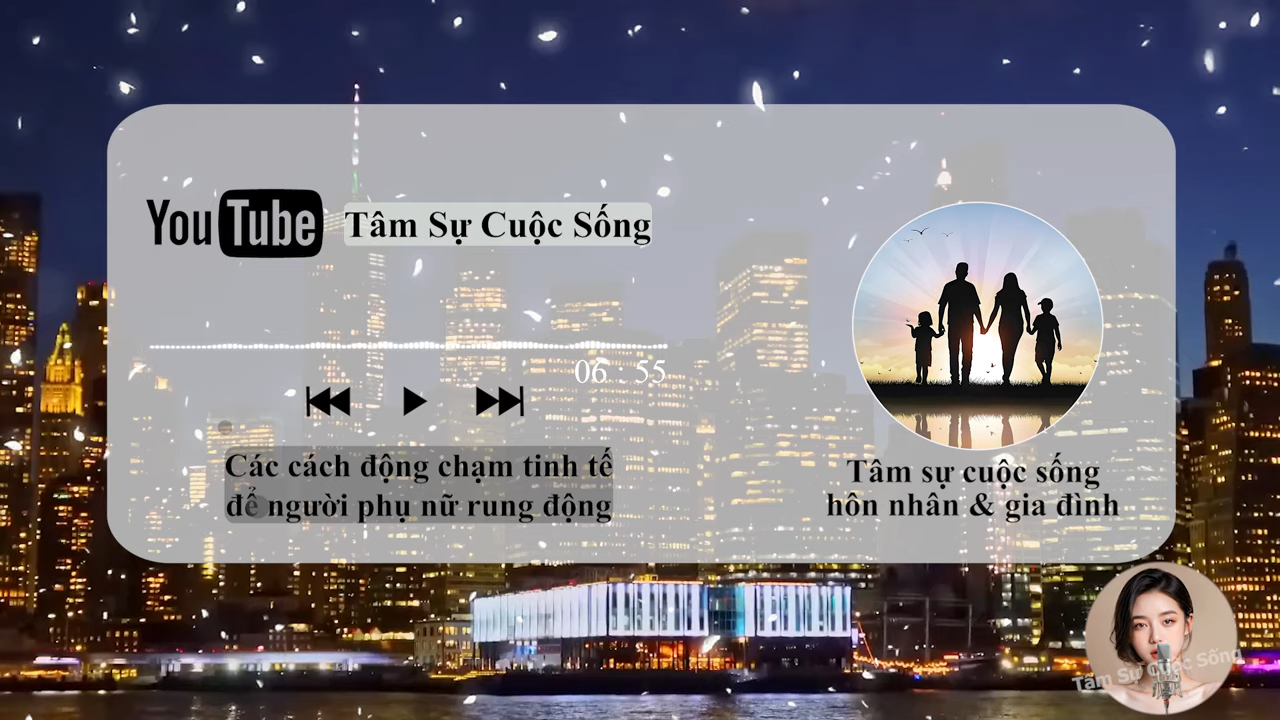 YouTube Tâm Sự Cuộc Sống
06 : 55
Các cách động chạm tinh tế
để người phụ nữ rung động
Tâm sự cuộc sống
hôn nhân & gia đình
Tâm Sự Cuộc Sống